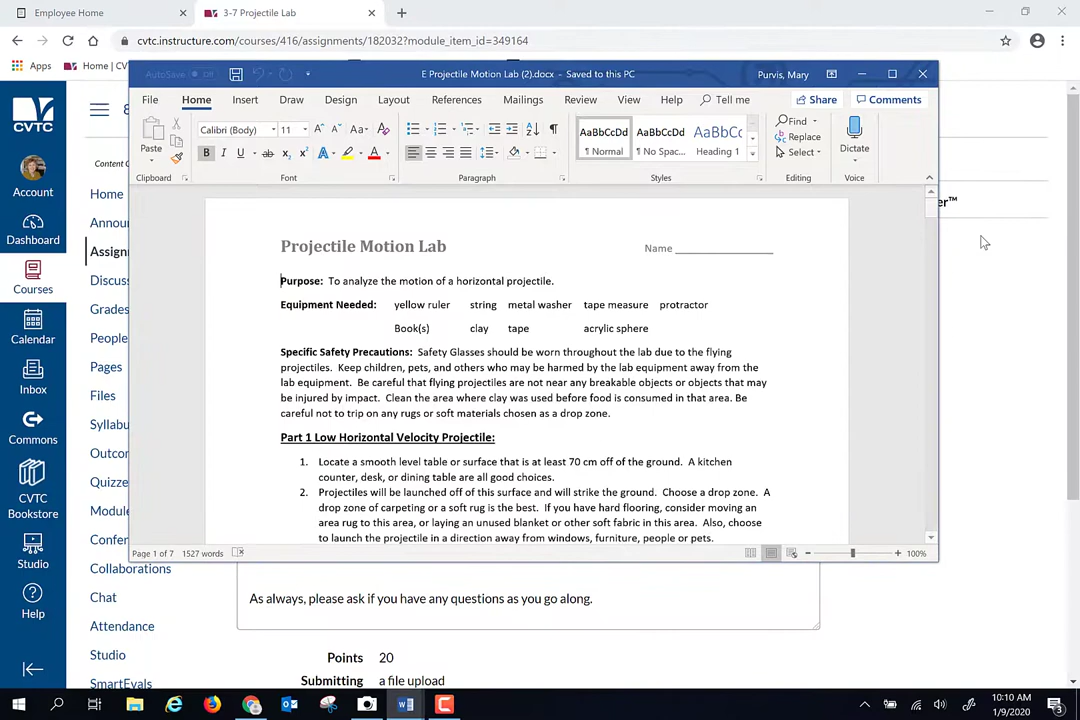 Employee Home
3-7 Projectile Lab
cvtc.instructure.com/courses/416/assignments/182032?module_item_id=349164
Apps
Home | CV
AutoSave
Off
E Projectile Motion Lab (2).docx - Saved to this PC
Purvis, Mary
File
Home
Insert
Draw
Design
Layout
References
Mailings
Review
View
Help
Tell me
Share
Comments
Paste
Calibri (Body)
11
Clipboard
Font
Paragraph
AaBbCcDd
AaBbCcDd
AaBbCc
¶ Normal
¶ No Spac...
Heading 1
Styles
Find
Replace
Select
Editing
Dictate
Voice
CVTC
Account
Dashboard
Courses
Calendar
Inbox
Commons
CVTC
Bookstore
Studio
Help
Content
Home
Announ
Assignn
Discuss
Grades
People
Pages
Files
Syllabu
Outcor
Quizze
Module
Confer
Collaborations
Chat
Attendance
Studio
SmartEvals
er™
Projectile Motion Lab
Name _______________
Purpose: To analyze the motion of a horizontal projectile.
Equipment Needed: yellow ruler string metal washer tape measure protractor
Book(s) clay tape acrylic sphere
Specific Safety Precautions: Safety Glasses should be worn throughout the lab due to the flying
projectiles. Keep children, pets, and others who may be harmed by the lab equipment away from the
lab equipment. Be careful that flying projectiles are not near any breakable objects or objects that may
be injured by impact. Clean the area where clay was used before food is consumed in that area. Be
careful not to trip on any rugs or soft materials chosen as a drop zone.
Part 1 Low Horizontal Velocity Projectile:
1. Locate a smooth level table or surface that is at least 70 cm off of the ground. A kitchen
counter, desk, or dining table are all good choices.
2. Projectiles will be launched off of this surface and will strike the ground. Choose a drop zone. A
drop zone of carpeting or a soft rug is the best. If you have hard flooring, consider moving an
area rug to this area, or laying an unused blanket or other soft fabric in this area. Also, choose
to launch the projectile in a direction away from windows, furniture, people or pets.
Page 1 of 7
1527 words
100%
As always, please ask if you have any questions as you go along.
Points 20
Submitting a file upload
10:10 AM
1/9/2020
3